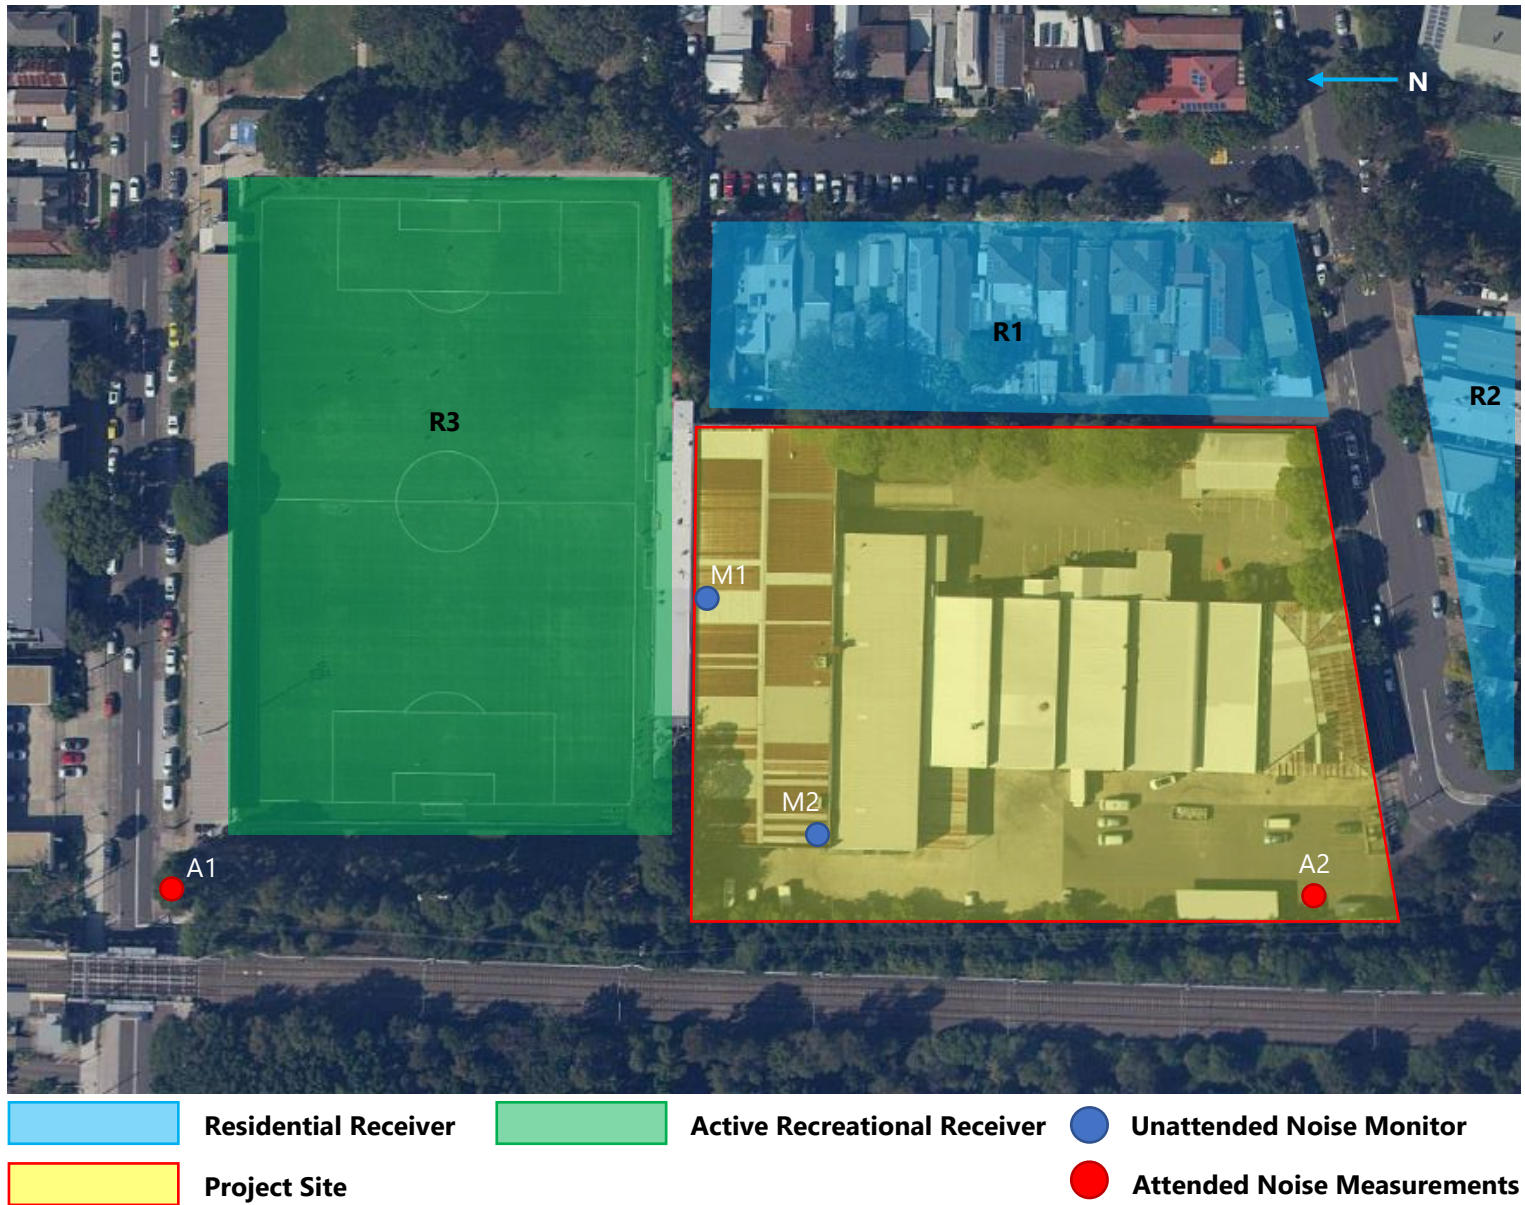 N
R1
R2
R3
M1
M2
A1
A2
Residential Receiver
Active Recreational Receiver
Unattended Noise Monitor
Project Site
Attended Noise Measurements